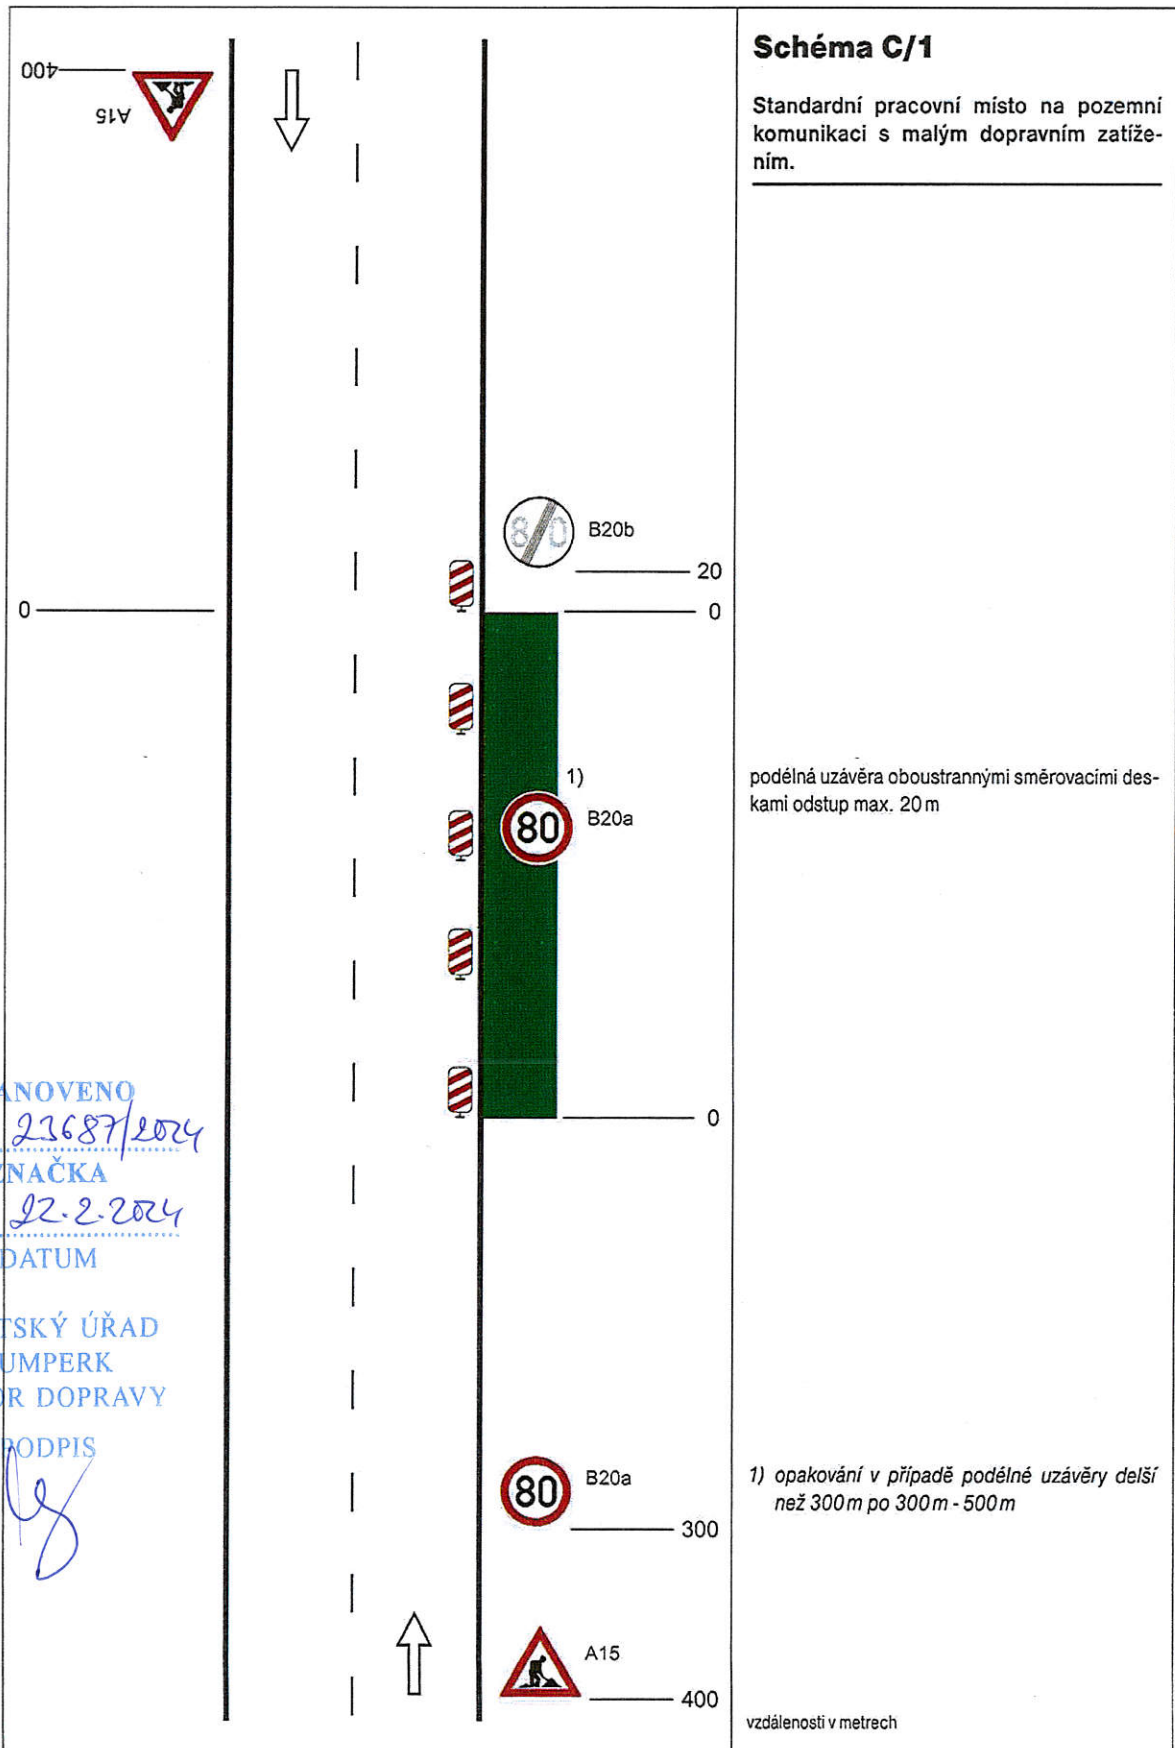 Schéma C/1
Standardní pracovní místo na pozemní
komunikaci s malým dopravním zatíže-
ním.
400
A15
B20b
20
0
0
1)
80
B20a
podélná uzávěra oboustrannými směrovacími des-
kami odstup max. 20 m
0
ANOVENO
23687/2024
ZNAČKA
22.2.2024
DATUM
TSKÝ ÚŘAD
UMPERK
OR DOPRAVY
PODPIS
80
B20a
300
1) opakování v případě podélné uzávěry delší
než 300 m po 300 m - 500 m
A15
400
vzdálenosti v metrech
80